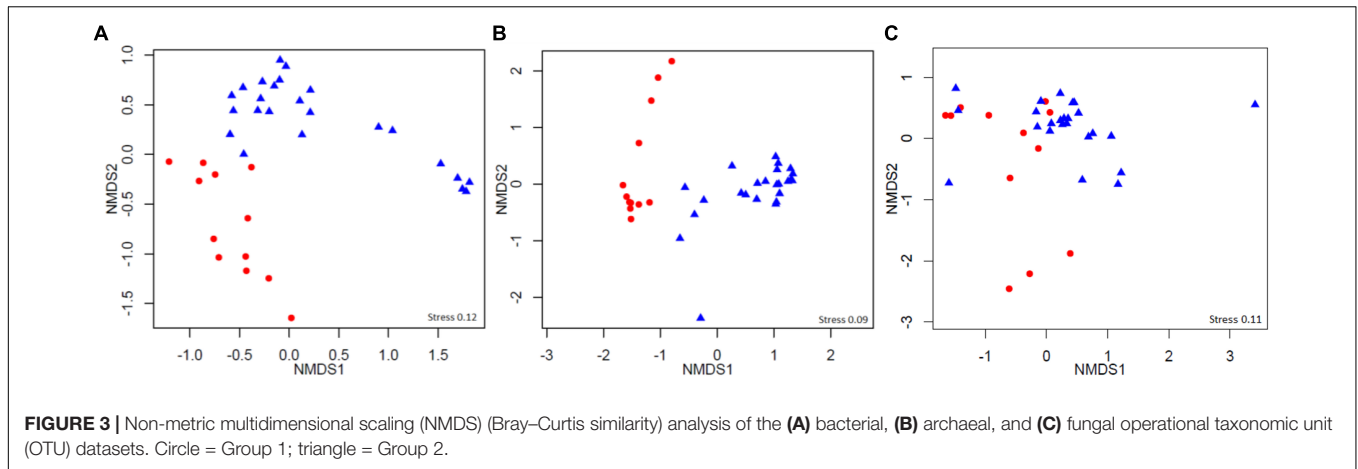 A
B
C
1.0
0.5
0.0
-0.5
-1.0
-1.5
NMDS2
-1.0 -0.5 0.0 0.5 1.0 1.5
NMDS1
Stress 0.12
2
1
0
-1
-2
NMDS2
-3 -2 -1 0 1 2
NMDS1
Stress 0.09
1
0
-1
-2
-3
NMDS2
-1 0 1 2 3
NMDS1
Stress 0.11
FIGURE 3 | Non-metric multidimensional scaling (NMDS) (Bray–Curtis similarity) analysis of the (A) bacterial, (B) archaeal, and (C) fungal operational taxonomic unit
(OTU) datasets. Circle = Group 1; triangle = Group 2.